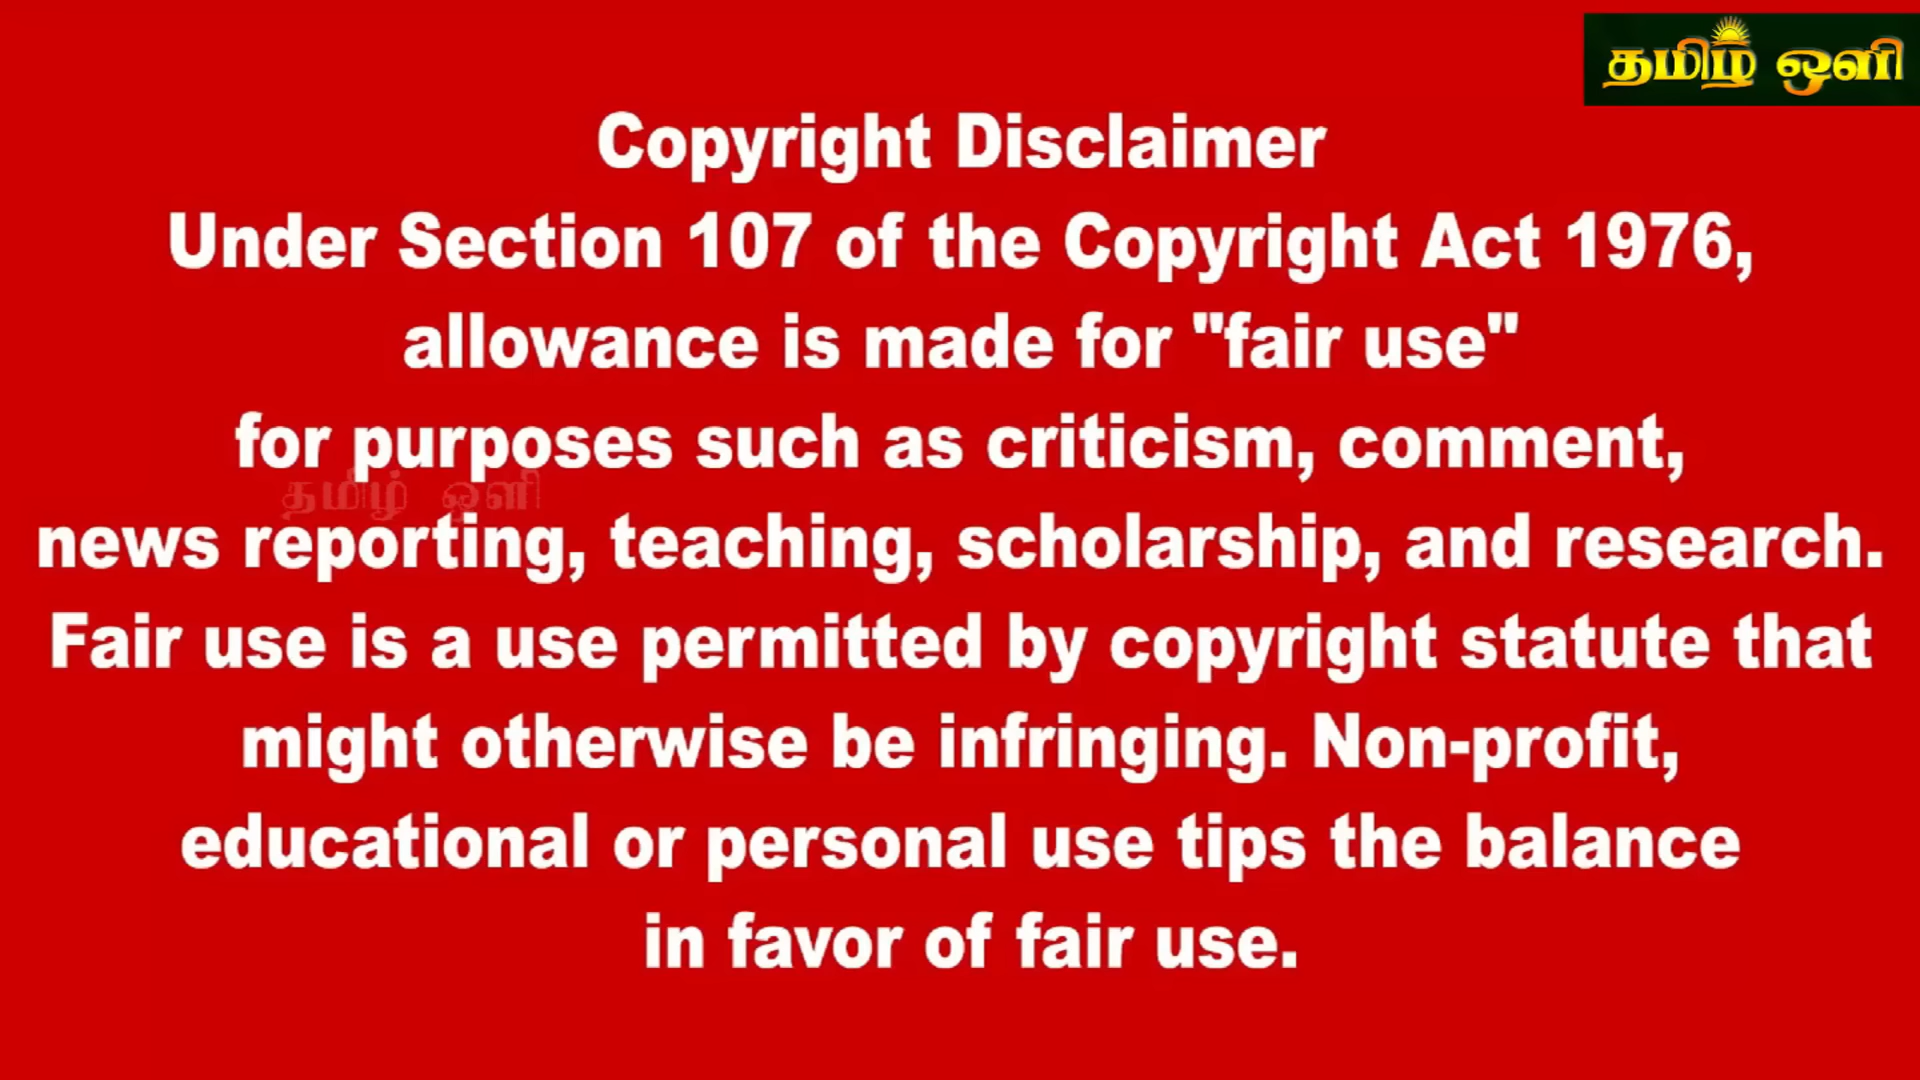 தமிழ் ஒளி
Copyright Disclaimer
Under Section 107 of the Copyright Act 1976,
allowance is made for "fair use"
for purposes such as criticism, comment,
தமிழ் ஒளி
news reporting, teaching, scholarship, and research.
Fair use is a use permitted by copyright statute that
might otherwise be infringing. Non-profit,
educational or personal use tips the balance
in favor of fair use.